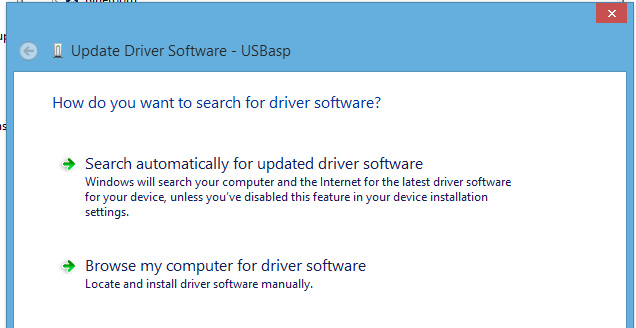 Update Driver Software - USBasp
How do you want to search for driver software?
Search automatically for updated driver software
Windows will search your computer and the Internet for the latest driver software
for your device, unless you've disabled this feature in your device installation
settings.
Browse my computer for driver software
Locate and install driver software manually.